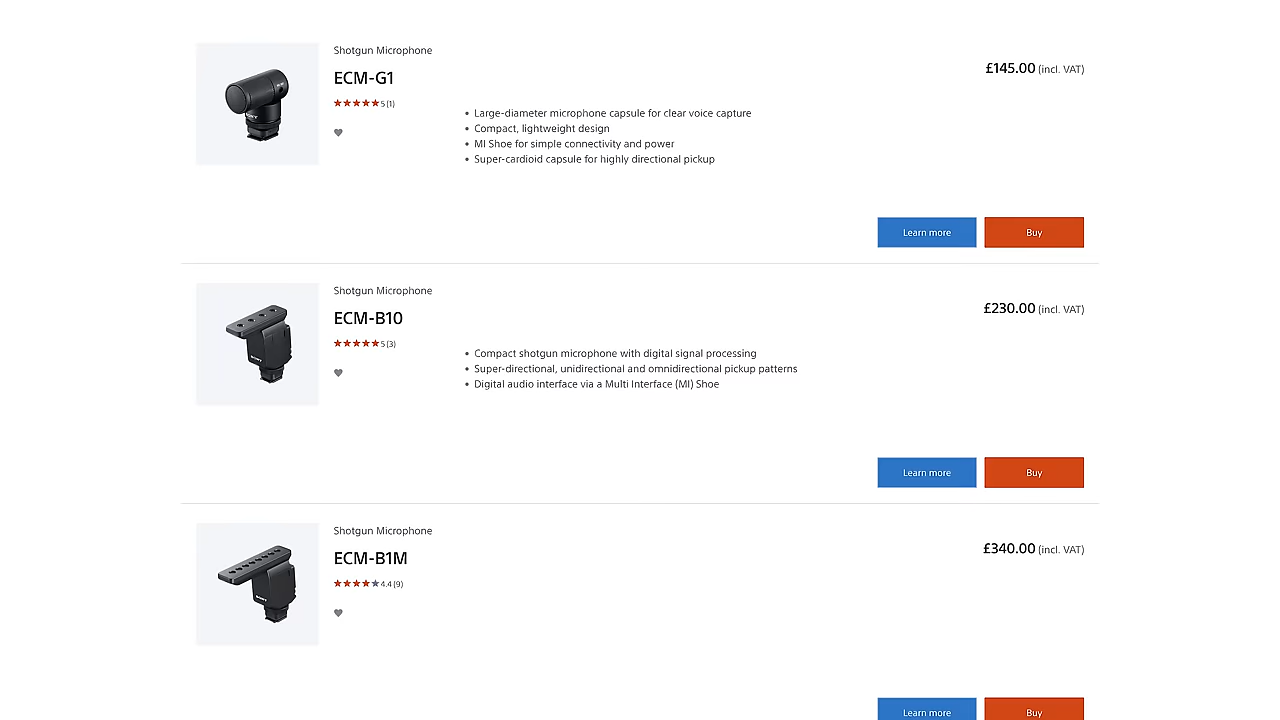 Shotgun Microphone
ECM-G1
5 (1)
£145.00 (incl. VAT)
• Large-diameter microphone capsule for clear voice capture
• Compact, lightweight design
• MI Shoe for simple connectivity and power
• Super-cardioid capsule for highly directional pickup
Learn more
Buy
Shotgun Microphone
ECM-B10
5 (3)
£230.00 (incl. VAT)
• Compact shotgun microphone with digital signal processing
• Super-directional, unidirectional and omnidirectional pickup patterns
• Digital audio interface via a Multi Interface (MI) Shoe
SONY
Learn more
Buy
Shotgun Microphone
ECM-B1M
4.4 (9)
£340.00 (incl. VAT)
SONY
Learn more
Buy